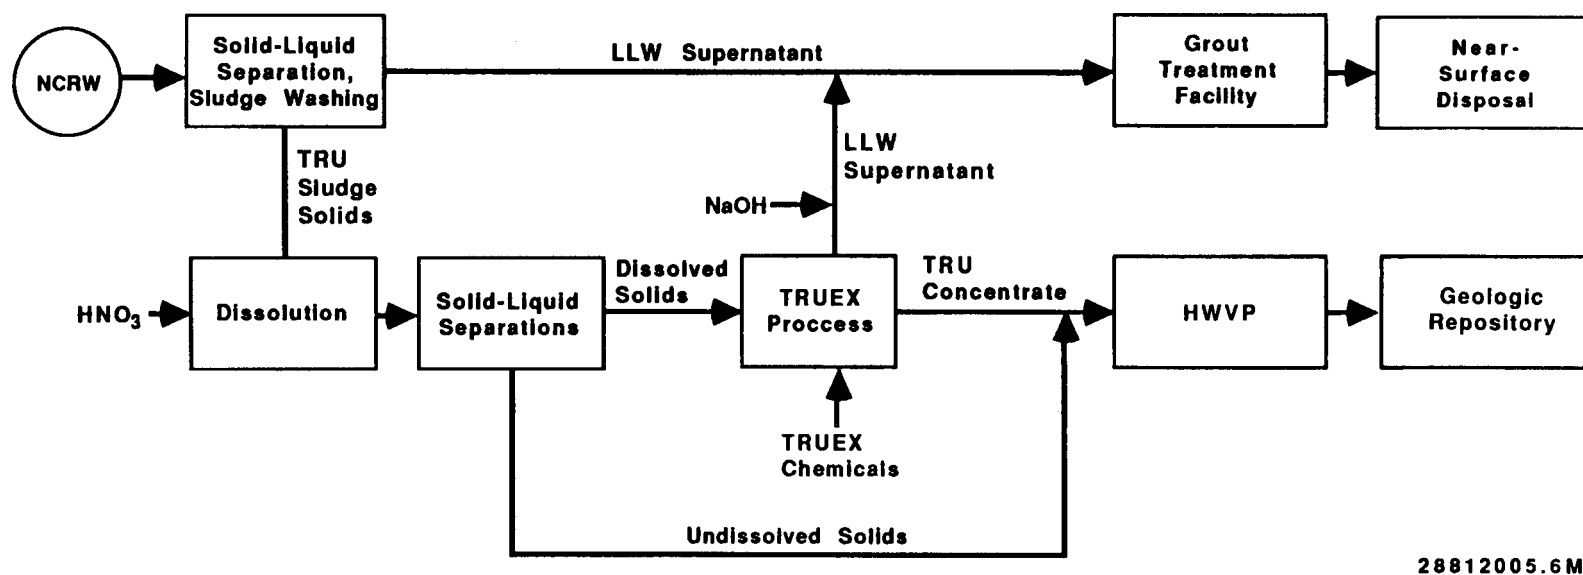 NCRW
Solid-Liquid
Separation,
Sludge Washing
LLW Supernatant
Grout
Treatment
Facility
Near-
Surface
Disposal
TRU
Sludge
Solids
LLW
Supernatant
NaOH
HNO3
Dissolution
Solid-Liquid
Separations
Dissolved
Solids
TRUEX
Proccess
TRU
Concentrate
HWVP
Geologic
Repository
TRUEX
Chemicals
Undissolved Solids
28812005.6M